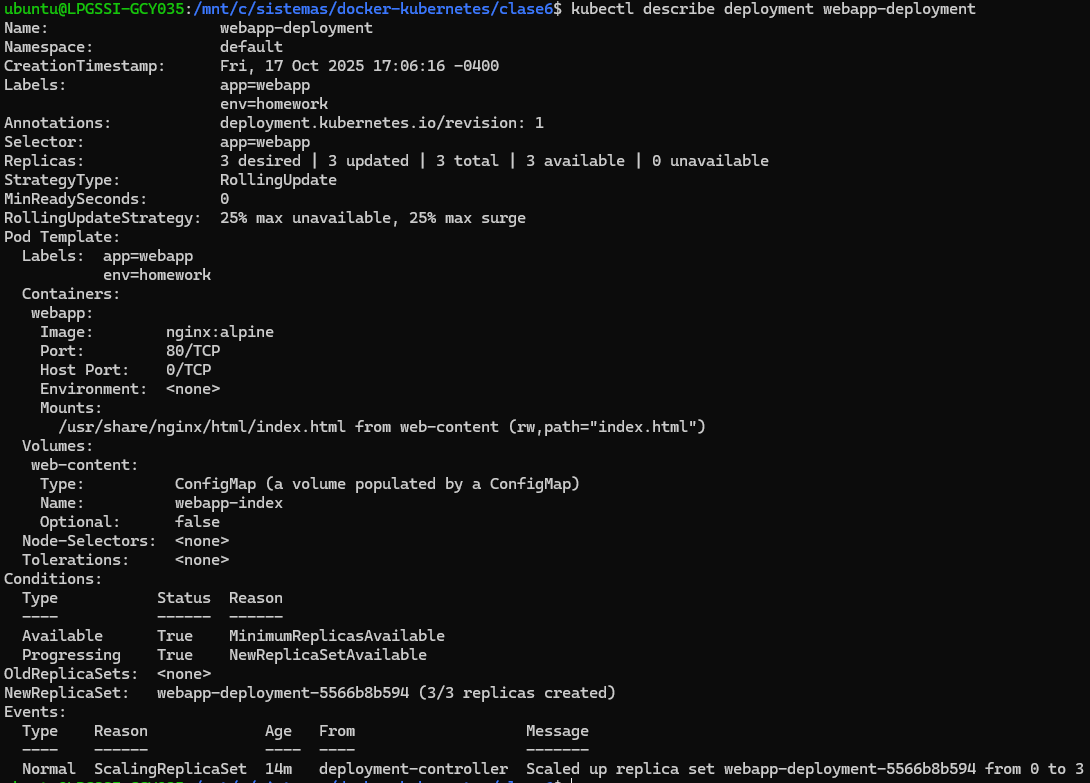 ubuntu@LPGSSI-GCY035:/mnt/c/sistemas/docker-kubernetes/clase6$ kubectl describe deployment webapp-deployment
Name:                   webapp-deployment
Namespace:              default
CreationTimestamp:      Fri, 17 Oct 2025 17:06:16 -0400
Labels:                 app=webapp
                        env=homework
Annotations:            deployment.kubernetes.io/revision: 1
Selector:               app=webapp
Replicas:               3 desired | 3 updated | 3 total | 3 available | 0 unavailable
StrategyType:           RollingUpdate
MinReadySeconds:        0
RollingUpdateStrategy:  25% max unavailable, 25% max surge
Pod Template:
  Labels:  app=webapp
           env=homework
  Containers:
   webapp:
    Image:        nginx:alpine
    Port:         80/TCP
    Host Port:    0/TCP
    Environment:  <none>
    Mounts:
      /usr/share/nginx/html/index.html from web-content (rw,path="index.html")
  Volumes:
   web-content:
    Type:          ConfigMap (a volume populated by a ConfigMap)
    Name:          webapp-index
    Optional:      false
  Node-Selectors:  <none>
  Tolerations:     <none>
Conditions:
  Type           Status  Reason
  ----           ------  ------
  Available      True    MinimumReplicasAvailable
  Progressing    True    NewReplicaSetAvailable
OldReplicaSets:  <none>
NewReplicaSet:   webapp-deployment-5566b8b594 (3/3 replicas created)
Events:
  Type    Reason             Age   From                   Message
  ----    ------             ----  ----                   -------
  Normal  ScalingReplicaSet  14m   deployment-controller  Scaled up replica set webapp-deployment-5566b8b594 from 0 to 3